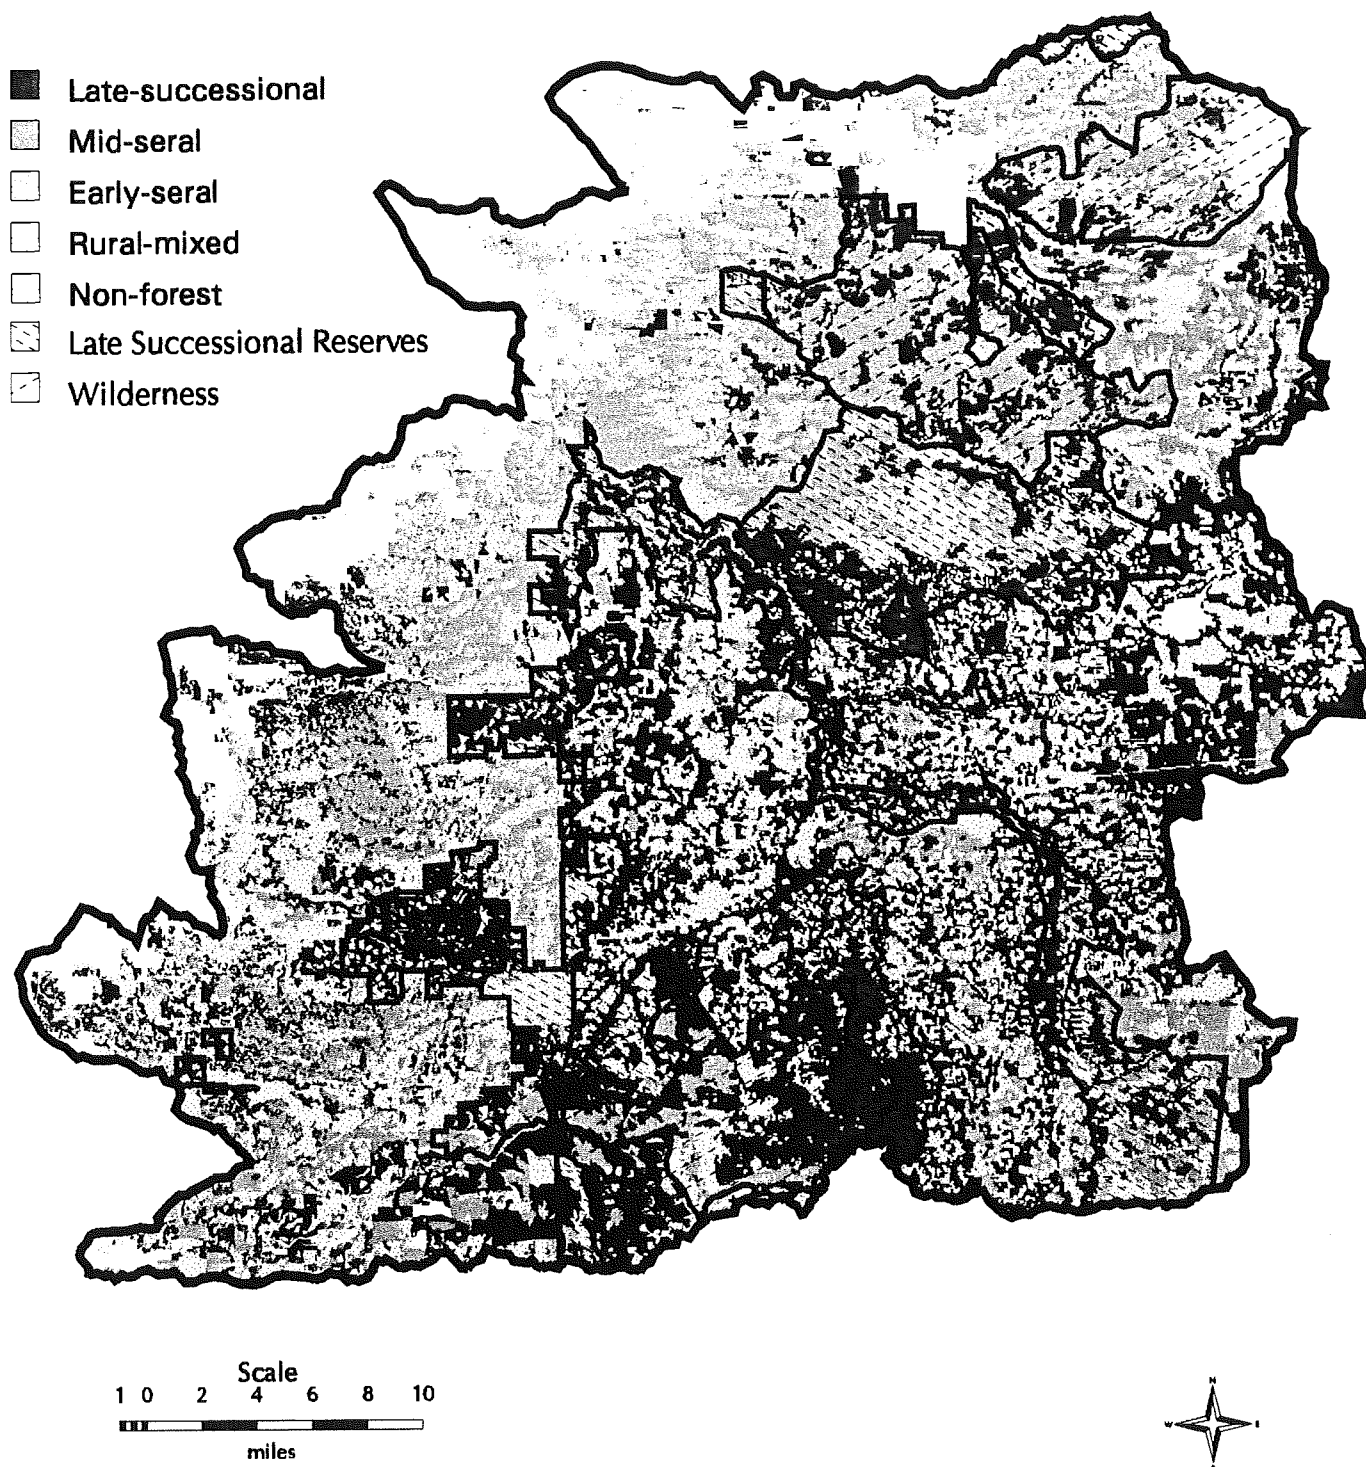 Late-successional
Mid-seral
Early-seral
Rural-mixed
Non-forest
Late Successional Reserves
Wilderness
Scale
1 0 2 4 6 8 10
miles
N
W E